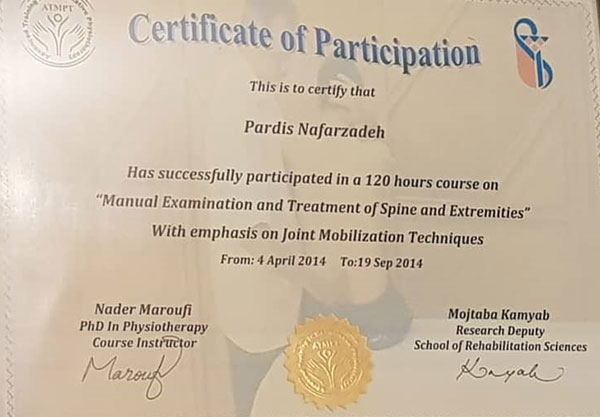 ATMPT
Certificate of Participation
This is to certify that
Pardis Nafarzadeh
Has successfully participated in a 120 hours course on
"Manual Examination and Treatment of Spine and Extremities"
With emphasis on Joint Mobilization Techniques
From: 4 April 2014 To:19 Sep 2014
Nader Maroufi
PhD In Physiotherapy
Course Instructor
Marouf
Mojtaba Kamyab
Research Deputy
School of Rehabilitation Sciences
Kamyab
ATMPT